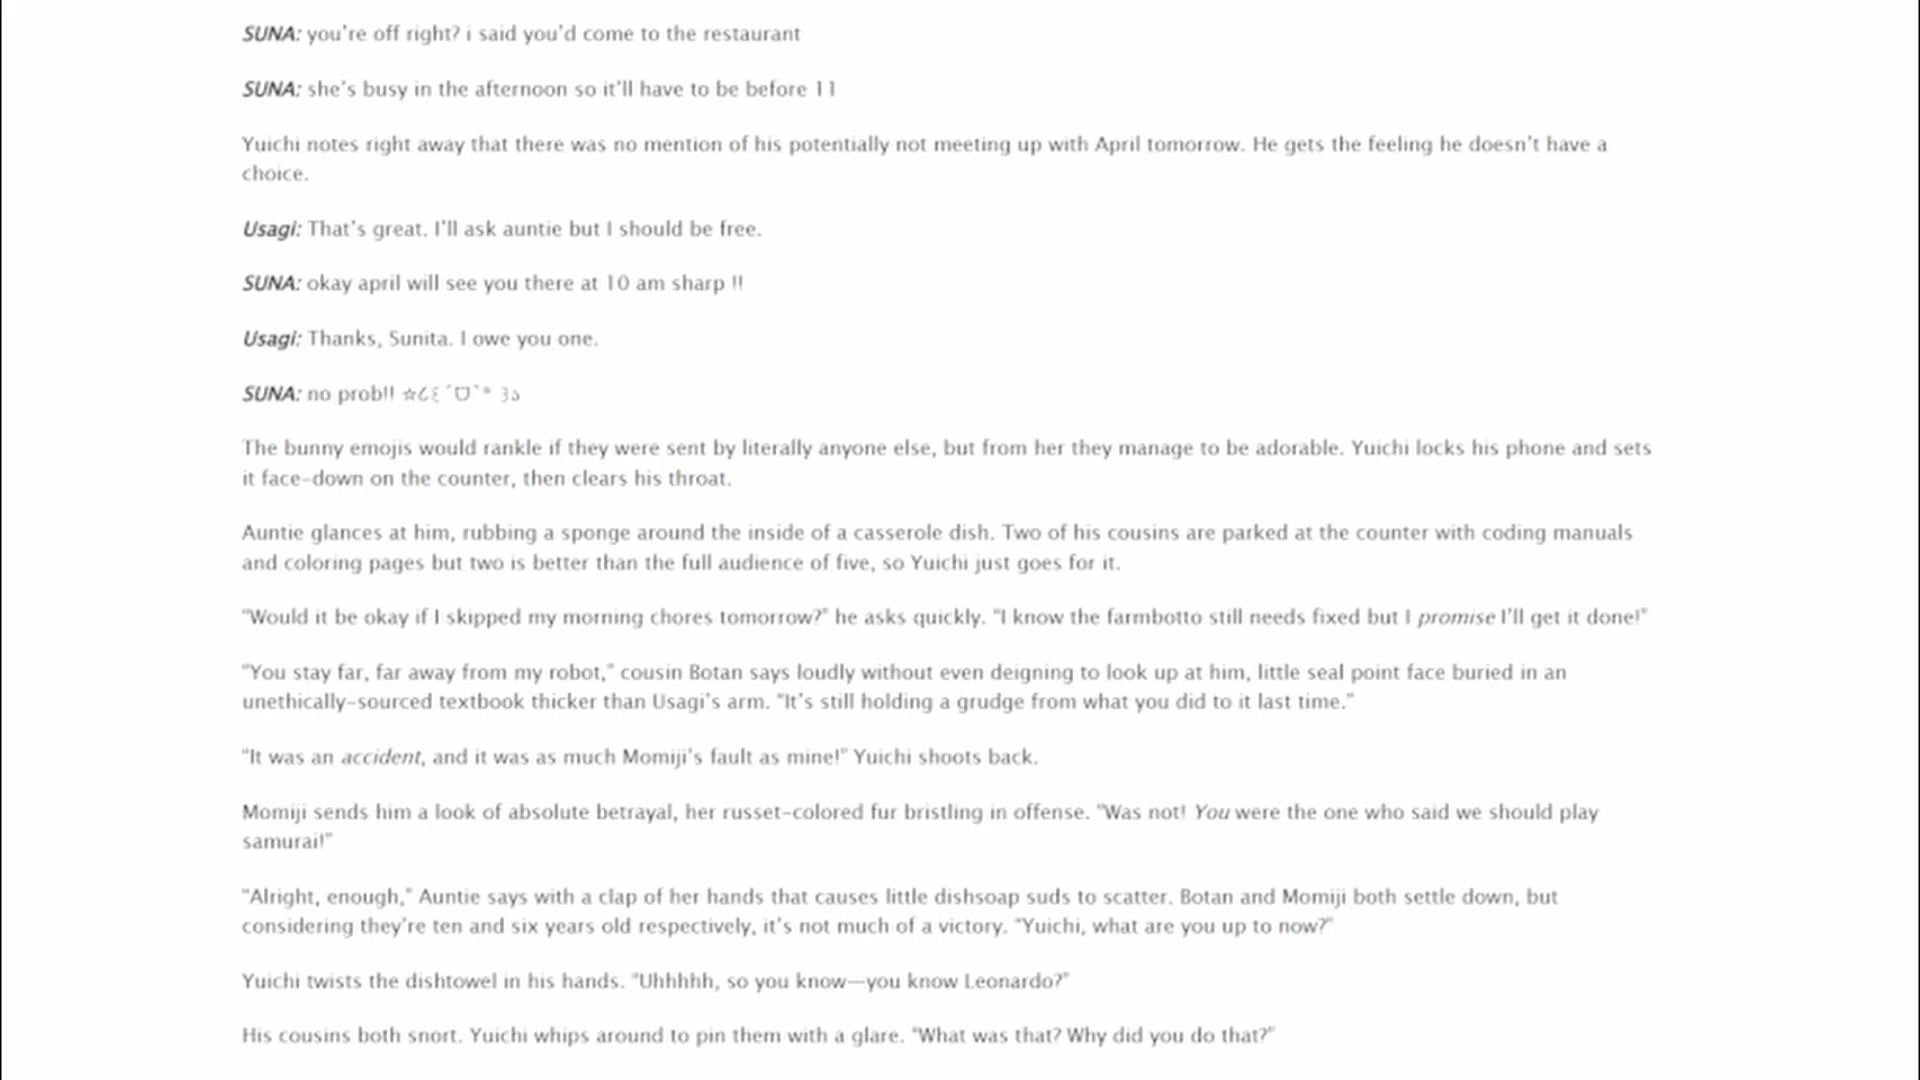 SUNA: you're off right? i said you'd come to the restaurant
SUNA: she's busy in the afternoon so it'll have to be before 11
Yuichi notes right away that there was no mention of his potentially not meeting up with April tomorrow. He gets the feeling he doesn't have a
choice.
Usagi: That's great. I'll ask auntie but I should be free.
SUNA: okay april will see you there at 10 am sharp !!
Usagi: Thanks, Sunita. I owe you one.
SUNA: no prob!!
The bunny emojis would rankle if they were sent by literally anyone else, but from her they manage to be adorable. Yuichi locks his phone and sets
it face-down on the counter, then clears his throat.
Auntie glances at him, rubbing a sponge around the inside of a casserole dish. Two of his cousins are parked at the counter with coding manuals
and coloring pages but two is better than the full audience of five, so Yuichi just goes for it.
"Would it be okay if I skipped my morning chores tomorrow?" he asks quickly. "I know the farmbotto still needs fixed but I promise I'll get it done!"
"You stay far, far away from my robot," cousin Botan says loudly without even deigning to look up at him, little seal point face buried in an
unethically-sourced textbook thicker than Usagi's arm. "It's still holding a grudge from what you did to it last time."
"It was an accident, and it was as much Momiji's fault as mine!" Yuichi shoots back.
Momiji sends him a look of absolute betrayal, her russet-colored fur bristling in offense. "Was not! You were the one who said we should play
samurai!"
"Alright, enough," Auntie says with a clap of her hands that causes little dishsoap suds to scatter. Botan and Momiji both settle down, but
considering they're ten and six years old respectively, it's not much of a victory. "Yuichi, what are you up to now?"
Yuichi twists the dishtowel in his hands. "Uhhhhh, so you know—you know Leonardo?"
His cousins both snort. Yuichi whips around to pin them with a glare. "What was that? Why did you do that?"